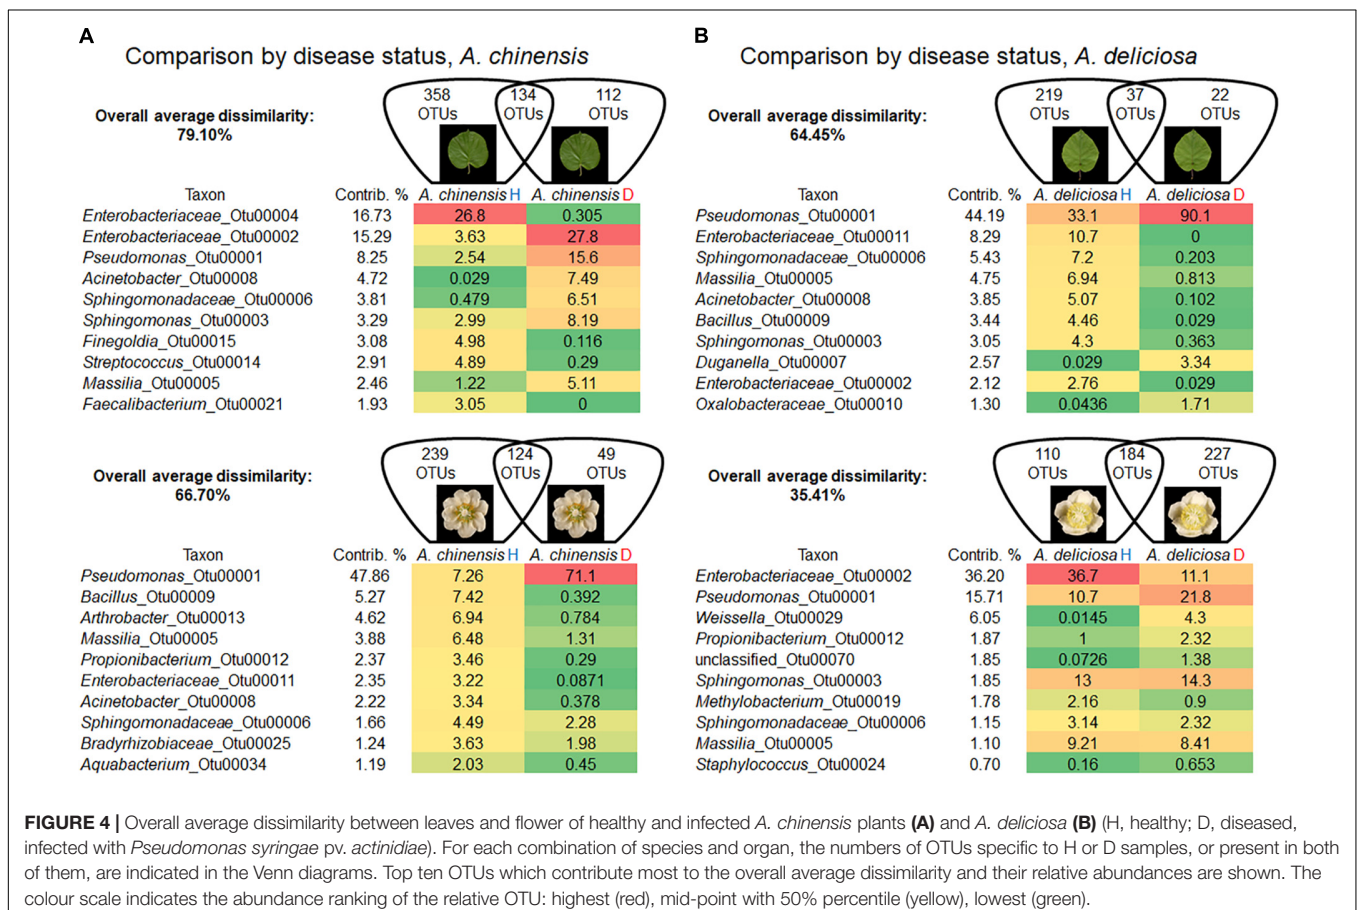 A
Comparison by disease status, A. chinensis
Overall average dissimilarity:
79.10%
358
OTUs
134
OTUs
112
OTUs
Taxon Contrib. % A. chinensis H A. chinensis D
Enterobacteriaceae_Otu00004 16.73 26.8 0.305
Enterobacteriaceae_Otu00002 15.29 3.63 27.8
Pseudomonas_Otu00001 8.25 2.54 15.6
Acinetobacter_Otu00008 4.72 0.029 7.49
Sphingomonadaceae_Otu00006 3.81 0.479 6.51
Sphingomonas_Otu00003 3.29 2.99 8.19
Finegoldia_Otu00015 3.08 4.98 0.116
Streptococcus_Otu00014 2.91 4.89 0.29
Massilia_Otu00005 2.46 1.22 5.11
Faecalibacterium_Otu00021 1.93 3.05 0
Overall average dissimilarity:
66.70%
239
OTUs
124
OTUs
49
OTUs
Taxon Contrib. % A. chinensis H A. chinensis D
Pseudomonas_Otu00001 47.86 7.26 71.1
Bacillus_Otu00009 5.27 7.42 0.392
Arthrobacter_Otu00013 4.62 6.94 0.784
Massilia_Otu00005 3.88 6.48 1.31
Propionibacterium_Otu00012 2.37 3.46 0.29
Enterobacteriaceae_Otu00011 2.35 3.22 0.0871
Acinetobacter_Otu00008 2.22 3.34 0.378
Sphingomonadaceae_Otu00006 1.66 4.49 2.28
Bradyrhizobiaceae_Otu00025 1.24 3.63 1.98
Aquabacterium_Otu00034 1.19 2.03 0.45
B
Comparison by disease status, A. deliciosa
Overall average dissimilarity:
64.45%
219
OTUs
37
OTUs
22
OTUs
Taxon Contrib. % A. deliciosa H A. deliciosa D
Pseudomonas_Otu00001 44.19 33.1 90.1
Enterobacteriaceae_Otu00011 8.29 10.7 0
Sphingomonadaceae_Otu00006 5.43 7.2 0.203
Massilia_Otu00005 4.75 6.94 0.813
Acinetobacter_Otu00008 3.85 5.07 0.102
Bacillus_Otu00009 3.44 4.46 0.029
Sphingomonas_Otu00003 3.05 4.3 0.363
Duganella_Otu00007 2.57 0.029 3.34
Enterobacteriaceae_Otu00002 2.12 2.76 0.029
Oxalobacteraceae_Otu00010 1.30 0.0436 1.71
Overall average dissimilarity:
35.41%
110
OTUs
184
OTUs
227
OTUs
Taxon Contrib. % A. deliciosa H A. deliciosa D
Enterobacteriaceae_Otu00002 36.20 36.7 11.1
Pseudomonas_Otu00001 15.71 10.7 21.8
Weissella_Otu00029 6.05 0.0145 4.3
Propionibacterium_Otu00012 1.87 1 2.32
unclassified_Otu00070 1.85 0.0726 1.38
Sphingomonas_Otu00003 1.85 13 14.3
Methylobacterium_Otu00019 1.78 2.16 0.9
Sphingomonadaceae_Otu00006 1.15 3.14 2.32
Massilia_Otu00005 1.10 9.21 8.41
Staphylococcus_Otu00024 0.70 0.16 0.653
FIGURE 4 | Overall average dissimilarity between leaves and flower of healthy and infected A. chinensis plants (A) and A. deliciosa (B) (H, healthy; D, diseased,
infected with Pseudomonas syringae pv. actinidiae). For each combination of species and organ, the numbers of OTUs specific to H or D samples, or present in both
of them, are indicated in the Venn diagrams. Top ten OTUs which contribute most to the overall average dissimilarity and their relative abundances are shown. The
colour scale indicates the abundance ranking of the relative OTU: highest (red), mid-point with 50% percentile (yellow), lowest (green).